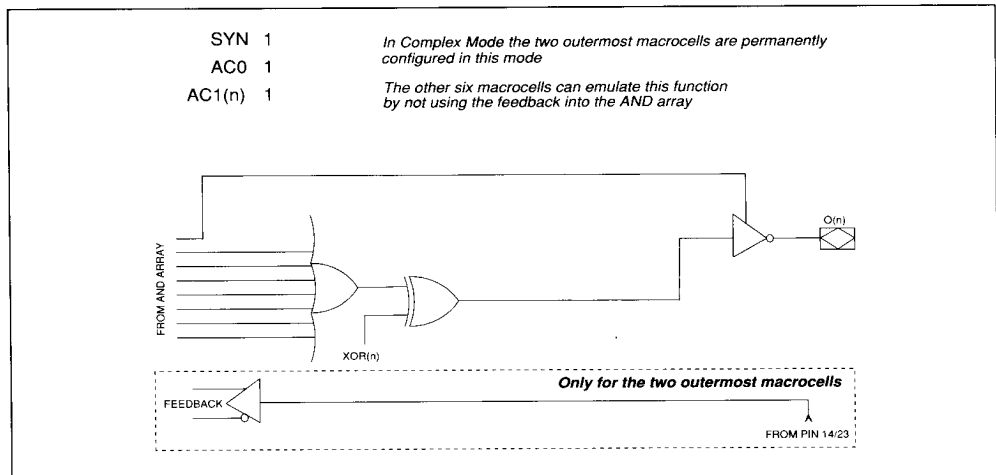 SYN 1
AC0 1
AC1(n) 1
In Complex Mode the two outermost macrocells are permanently
configured in this mode
The other six macrocells can emulate this function
by not using the feedback into the AND array
O(n)
FROM AND ARRAY
XOR(n)
Only for the two outermost macrocells
FEEDBACK
FROM PIN 14/23